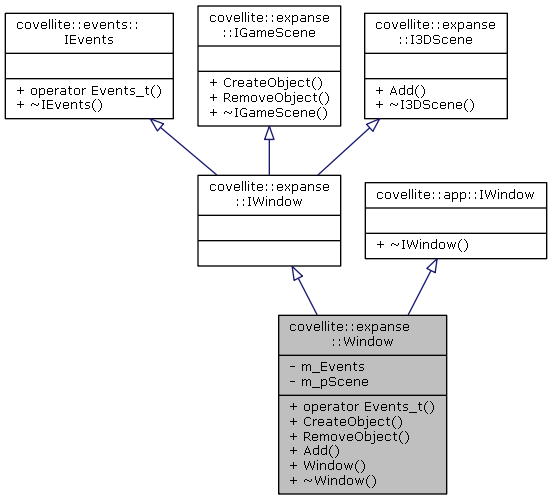 covellite::events::
IEvents
+ operator Events_t()
+ ~IEvents()
covellite::expanse
::IGameScene
+ CreateObject()
+ RemoveObject()
+ ~IGameScene()
covellite::expanse
::I3DScene
+ Add()
+ ~I3DScene()
covellite::expanse
::IWindow
covellite::app::IWindow
+ ~IWindow()
covellite::expanse
::Window
- m_Events
- m_pScene
+ operator Events_t()
+ CreateObject()
+ RemoveObject()
+ Add()
+ Window()
+ ~Window()